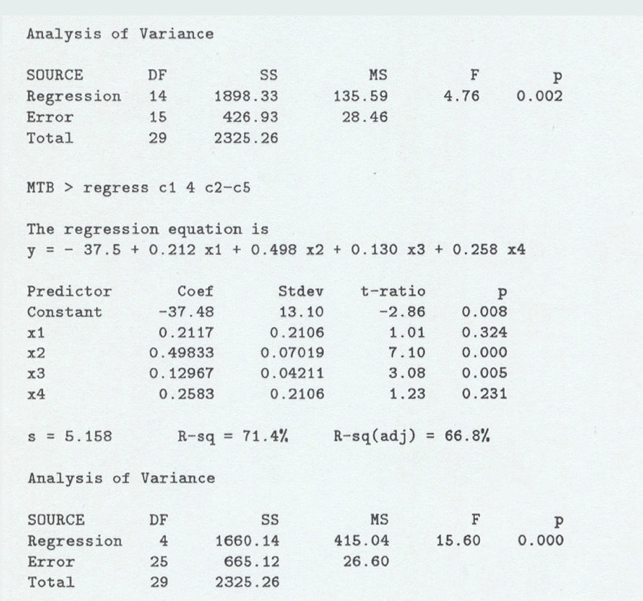 Analysis of Variance
SOURCE DF SS MS F p
Regression 14 1898.33 135.59 4.76 0.002
Error 15 426.93 28.46
Total 29 2325.26
MTB > regress c1 4 c2-c5
The regression equation is
y = - 37.5 + 0.212 x1 + 0.498 x2 + 0.130 x3 + 0.258 x4
Predictor Coef Stdev t-ratio p
Constant -37.48 13.10 -2.86 0.008
x1 0.2117 0.2106 1.01 0.324
x2 0.49833 0.07019 7.10 0.000
x3 0.12967 0.04211 3.08 0.005
x4 0.2583 0.2106 1.23 0.231
s = 5.158 R-sq = 71.4% R-sq(adj) = 66.8%
Analysis of Variance
SOURCE DF SS MS F p
Regression 4 1660.14 415.04 15.60 0.000
Error 25 665.12 26.60
Total 29 2325.26